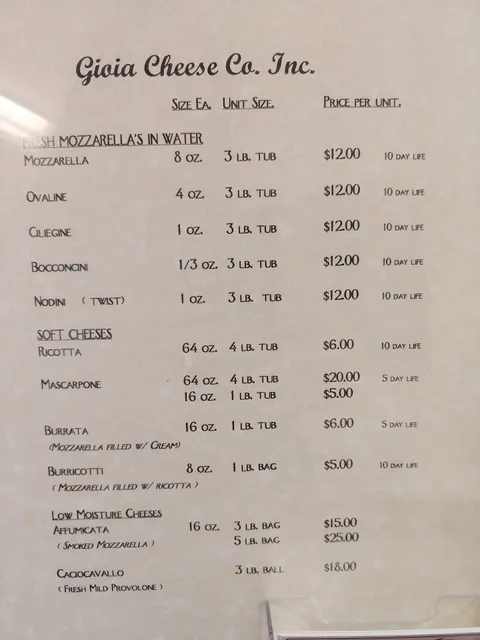 Gioia Cheese Co. Inc.
Size Ea. Unit Size. Price per unit.
Fresh Mozzarella's in Water
Mozzarella 8 oz. 3 lb. tub $12.00 10 day life
Ovaline 4 oz. 3 lb. tub $12.00 10 day life
Ciliegine 1 oz. 3 lb. tub $12.00 10 day life
Bocconcini 1/3 oz. 3 lb. tub $12.00 10 day life
Nodini ( twist) 1 oz. 3 lb. tub $12.00 10 day life
Soft Cheeses
Ricotta 64 oz. 4 lb. tub $6.00 10 day life
Mascarpone 64 oz. 4 lb. tub $20.00 5 day life
16 oz. 1 lb. tub $5.00
Burrata 16 oz. 1 lb. tub $6.00 5 day life
(Mozzarella filled w/ Cream)
Burricotti 8 oz. 1 lb. bag $5.00 10 day life
( Mozzarella filled w/ ricotta )
Low Moisture Cheeses
Affumicata 16 oz. 3 lb. bag $15.00
( Smoked Mozzarella ) 5 lb. bag $25.00
Caciocavallo 3 lb. ball $18.00
( Fresh Mild Provolone )